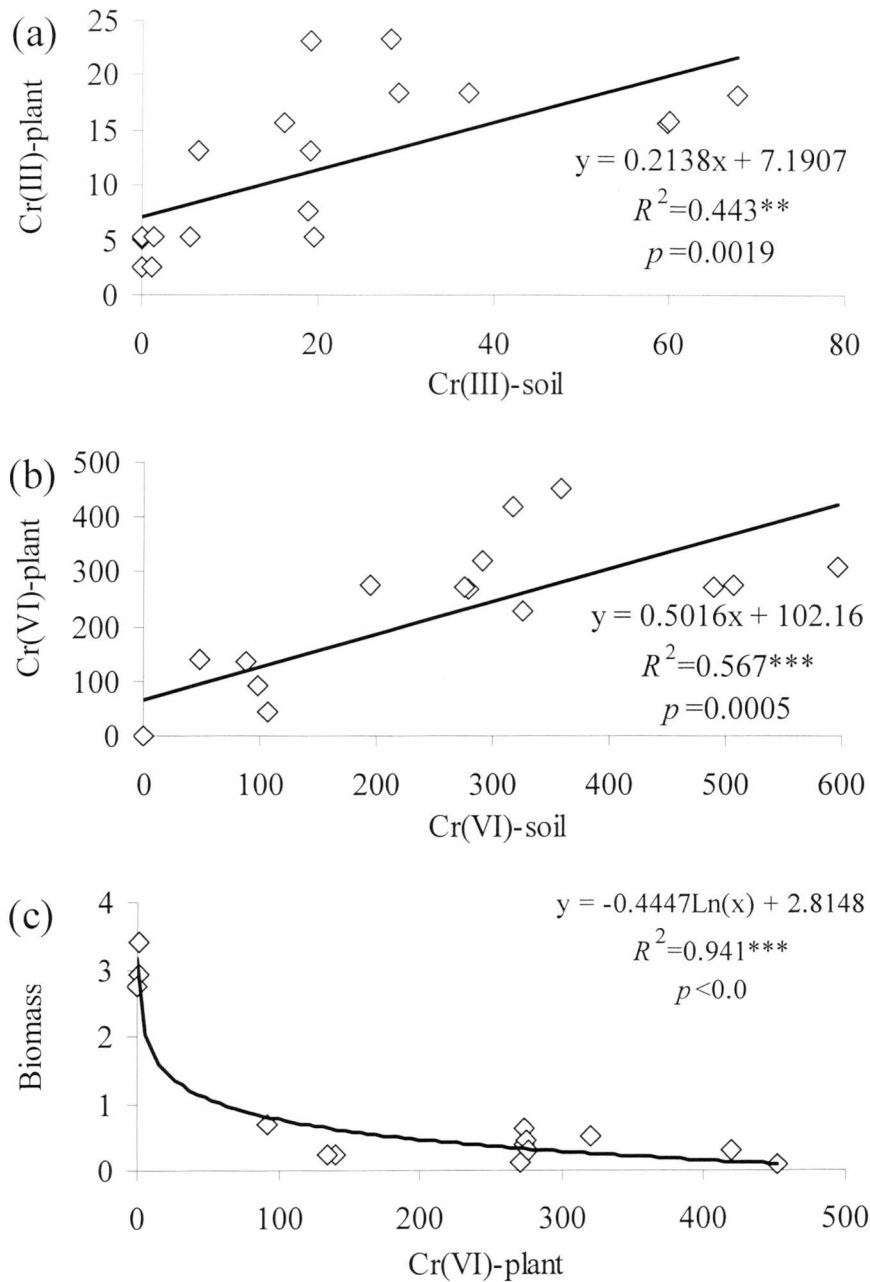 (a)
25
20
15
10
5
0
Cr(III)-plant
y = 0.2138x + 7.1907
R²=0.443**
p=0.0019
0 20 40 60 80
Cr(III)-soil
(b)
500
400
300
200
100
0
Cr(VI)-plant
y = 0.5016x + 102.16
R²=0.567***
p=0.0005
0 100 200 300 400 500 600
Cr(VI)-soil
(c)
4
3
2
1
0
Biomass
y = -0.4447Ln(x) + 2.8148
R²=0.941***
p<0.0
0 100 200 300 400 500
Cr(VI)-plant